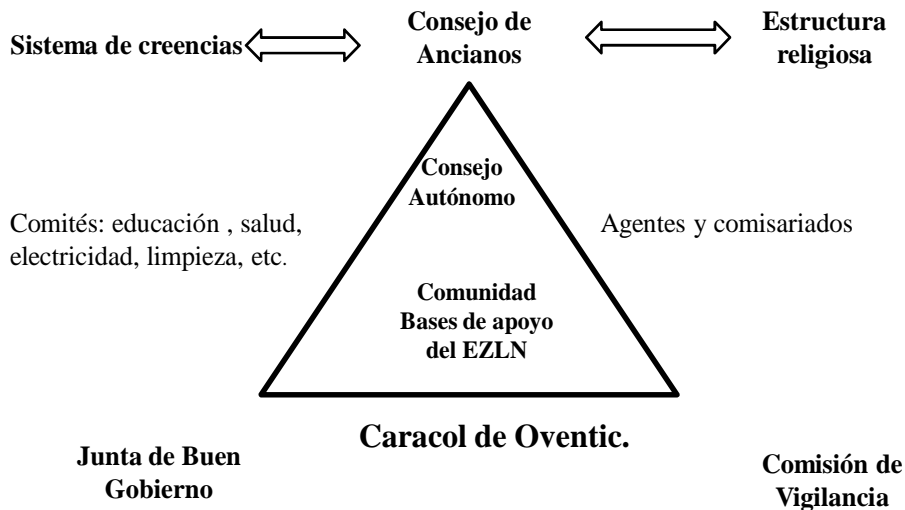 Sistema de creencias
Consejo de
Ancianos
Estructura
religiosa
Consejo
Autónomo
Comités: educación , salud,
electricidad, limpieza, etc.
Agentes y comisariados
Comunidad
Bases de apoyo
del EZLN
Caracol de Oventic.
Junta de Buen
Gobierno
Comisión de
Vigilancia